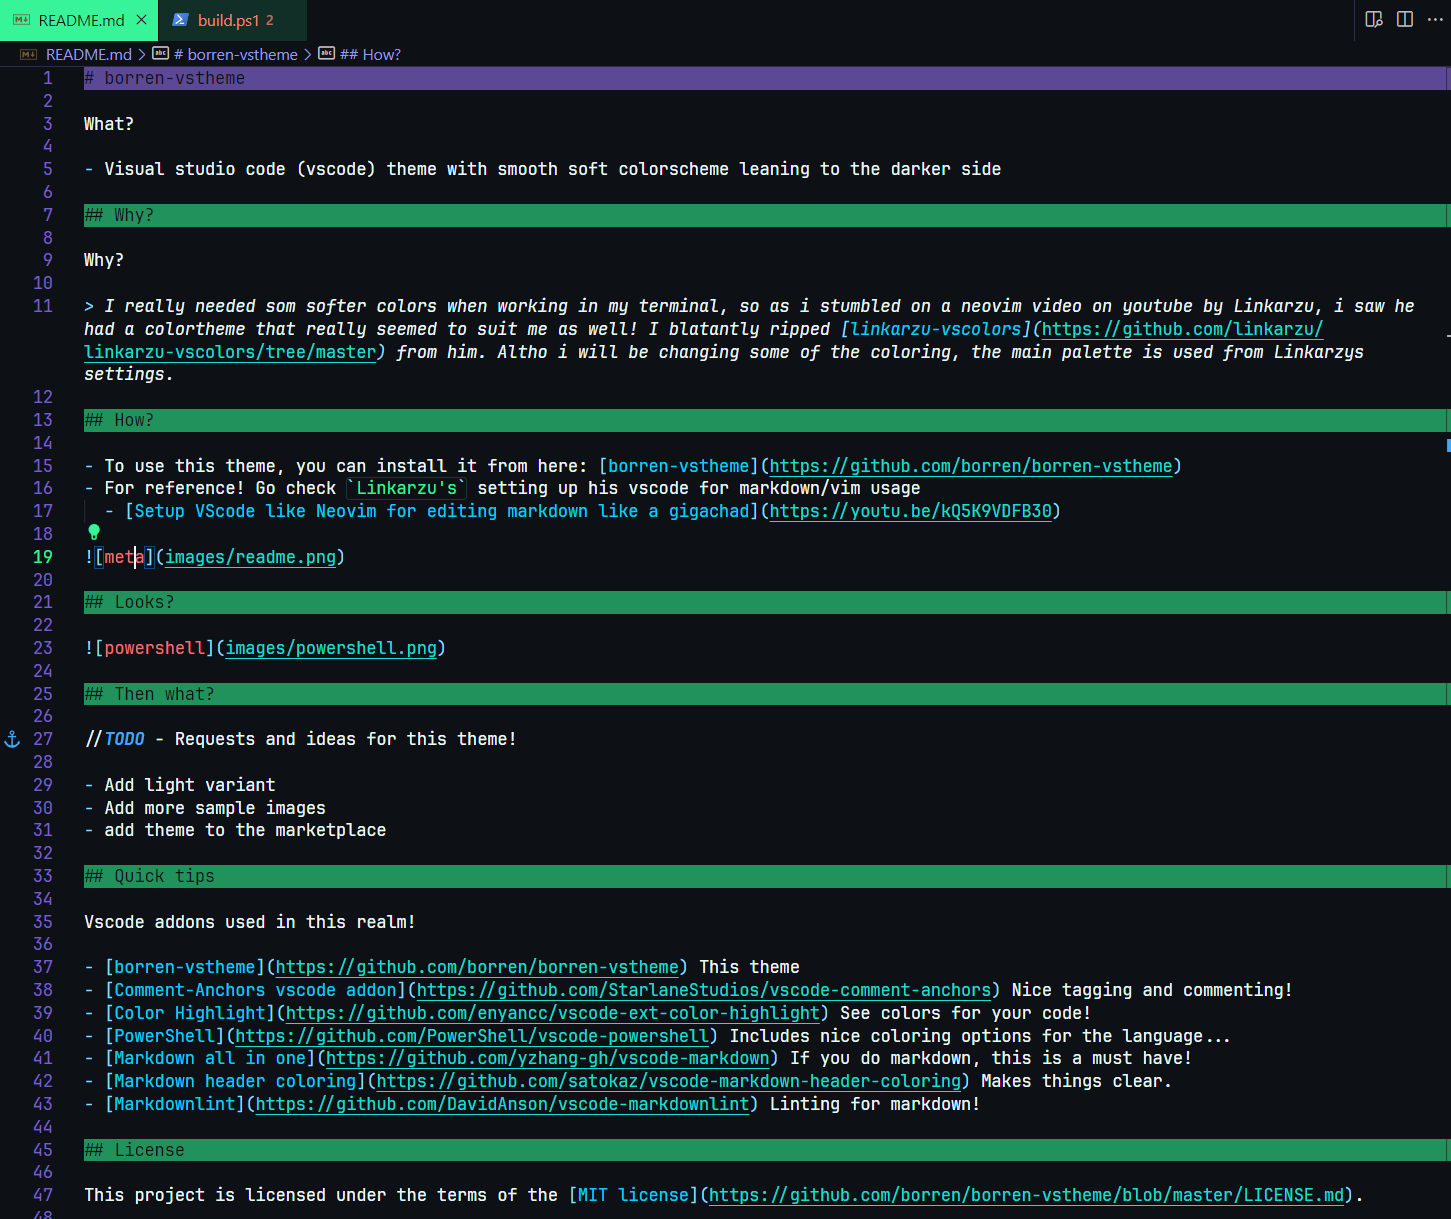 README.md
build.ps1 2
README.md > # borren-vstheme > ## How?
1 # borren-vstheme
2
3 What?
4
5 - Visual studio code (vscode) theme with smooth soft colorscheme leaning to the darker side
6
7 ## Why?
8
9 Why?
10
11 > I really needed som softer colors when working in my terminal, so as i stumbled on a neovim video on youtube by Linkarzu, i saw he
had a colortheme that really seemed to suit me as well! I blatantly ripped [linkarzu-vscolors](https://github.com/linkarzu/
linkarzu-vscolors/tree/master) from him. Altho i will be changing some of the coloring, the main palette is used from Linkarzys
settings.
12
13 ## How?
14
15 - To use this theme, you can install it from here: [borren-vstheme](https://github.com/borren/borren-vstheme)
16 - For reference! Go check `Linkarzu's` setting up his vscode for markdown/vim usage
17   - [Setup VScode like Neovim for editing markdown like a gigachad](https://youtu.be/kQ5K9VDFB30)
18
19 ![meta](images/readme.png)
20
21 ## Looks?
22
23 ![powershell](images/powershell.png)
24
25 ## Then what?
26
27 //TODO - Requests and ideas for this theme!
28
29 - Add light variant
30 - Add more sample images
31 - add theme to the marketplace
32
33 ## Quick tips
34
35 Vscode addons used in this realm!
36
37 - [borren-vstheme](https://github.com/borren/borren-vstheme) This theme
38 - [Comment-Anchors vscode addon](https://github.com/StarlaneStudios/vscode-comment-anchors) Nice tagging and commenting!
39 - [Color Highlight](https://github.com/enyancc/vscode-ext-color-highlight) See colors for your code!
40 - [PowerShell](https://github.com/PowerShell/vscode-powershell) Includes nice coloring options for the language...
41 - [Markdown all in one](https://github.com/yzhang-gh/vscode-markdown) If you do markdown, this is a must have!
42 - [Markdown header coloring](https://github.com/satokaz/vscode-markdown-header-coloring) Makes things clear.
43 - [Markdownlint](https://github.com/DavidAnson/vscode-markdownlint) Linting for markdown!
44
45 ## License
46
47 This project is licensed under the terms of the [MIT license](https://github.com/borren/borren-vstheme/blob/master/LICENSE.md).
48